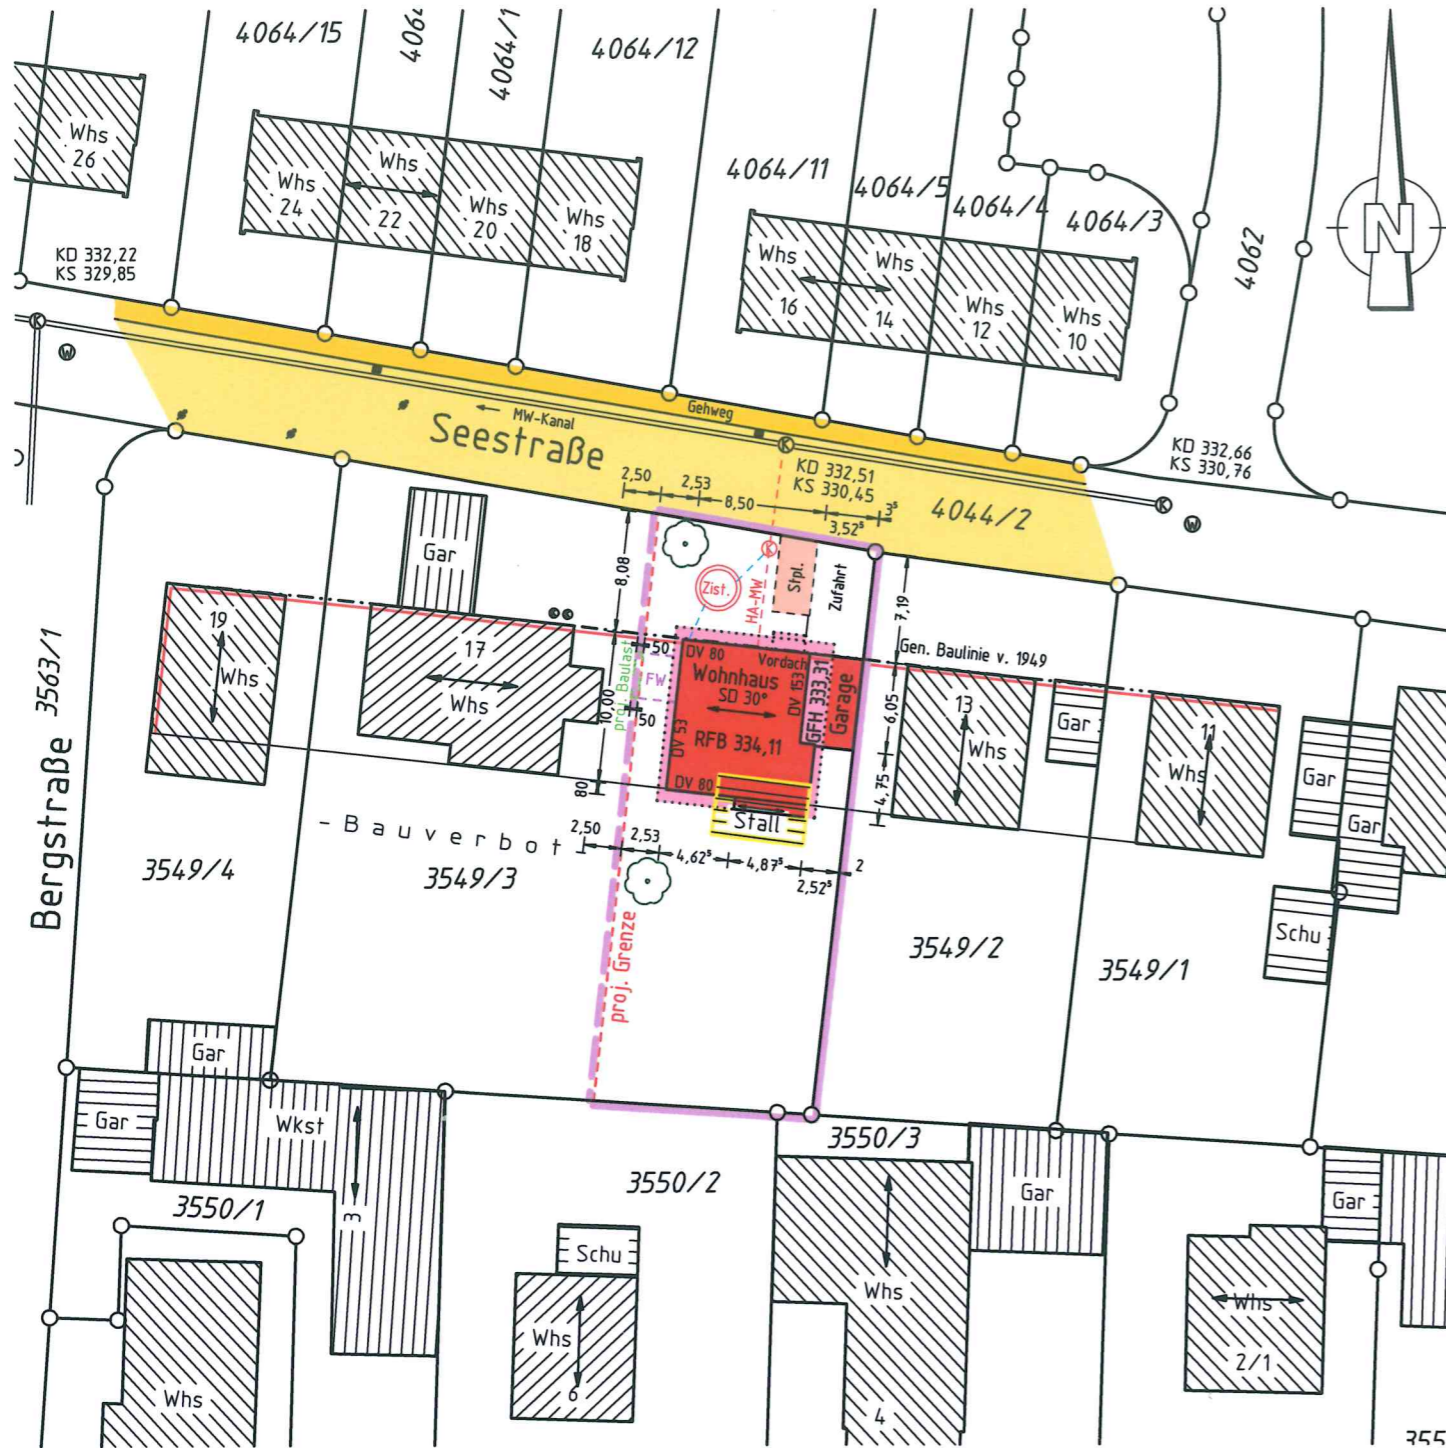 4064/15
4064/1
4064/12
Whs
26
Whs
24
Whs
22
Whs
20
Whs
18
4064/11
4064/5
4064/4
4064/3
4062
N
KD 332,22
KS 329,85
Whs
16
Whs
14
Whs
12
Whs
10
K
W
Gehweg
MW-Kanal
Seestraße
K
KD 332,51
KS 330,45
KD 332,66
KS 330,76
4044/2
K
W
2,50
2,53
8,50
3,52⁵
3⁵
Gar
8,08
K
Zist.
HA-MW
Stpl.
Zufahrt
7,19
Gen. Baulinie v. 1949
19
Whs
17
Whs
proj. Baulast
10,00
50
FW
50
DV 80
Vordach
Wohnhaus
SD 30°
DV 153
GFH 333,31
Garage
DV 53
RFB 334,11
DV 80
6,05
4,75
13
Whs
Gar
11
Whs
Gar
Gar
80
Stall
-Bauverbot-
2,50
2,53
4,62⁵
4,87⁵
2,52⁵
2
Bergstraße 3563/1
3549/4
3549/3
proj. Grenze
3549/2
3549/1
Schu
Gar
Gar
Wkst
3
3550/1
3550/2
3550/3
Gar
Gar
Schu
Whs
6
Whs
4
Whs
2/1
Whs
355